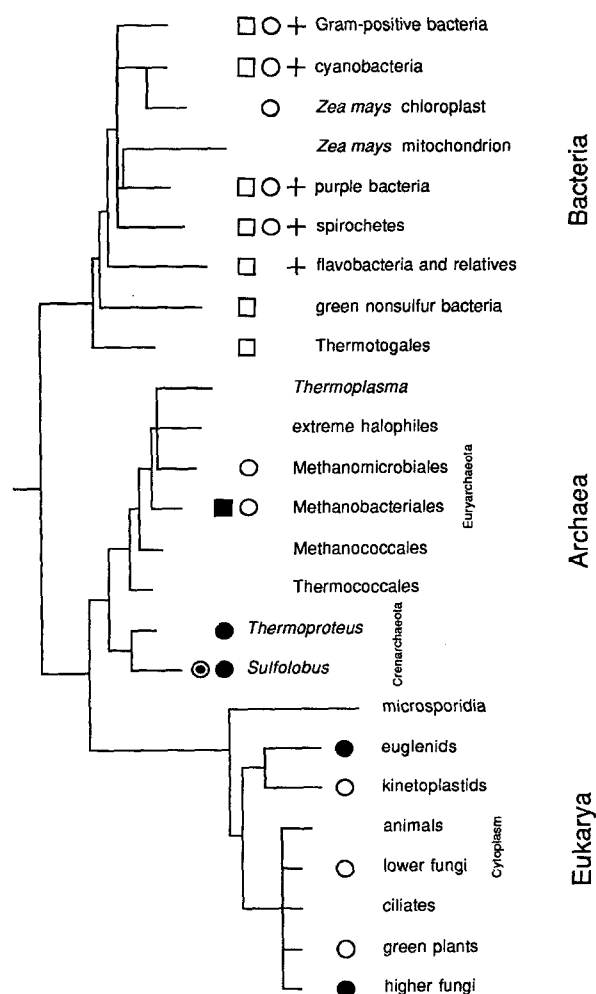 Gram-positive bacteria
cyanobacteria
Zea mays chloroplast
Zea mays mitochondrion
purple bacteria
spirochetes
flavobacteria and relatives
green nonsulfur bacteria
Thermotogales
Bacteria
Thermoplasma
extreme halophiles
Methanomicrobiales
Methanobacteriales
Methanococcales
Thermococcales
Euryarchaeota
Thermoproteus
Sulfolobus
Crenarchaeota
Archaea
microsporidia
euglenids
kinetoplastids
animals
lower fungi
ciliates
green plants
higher fungi
Cytoplasm
Eukarya